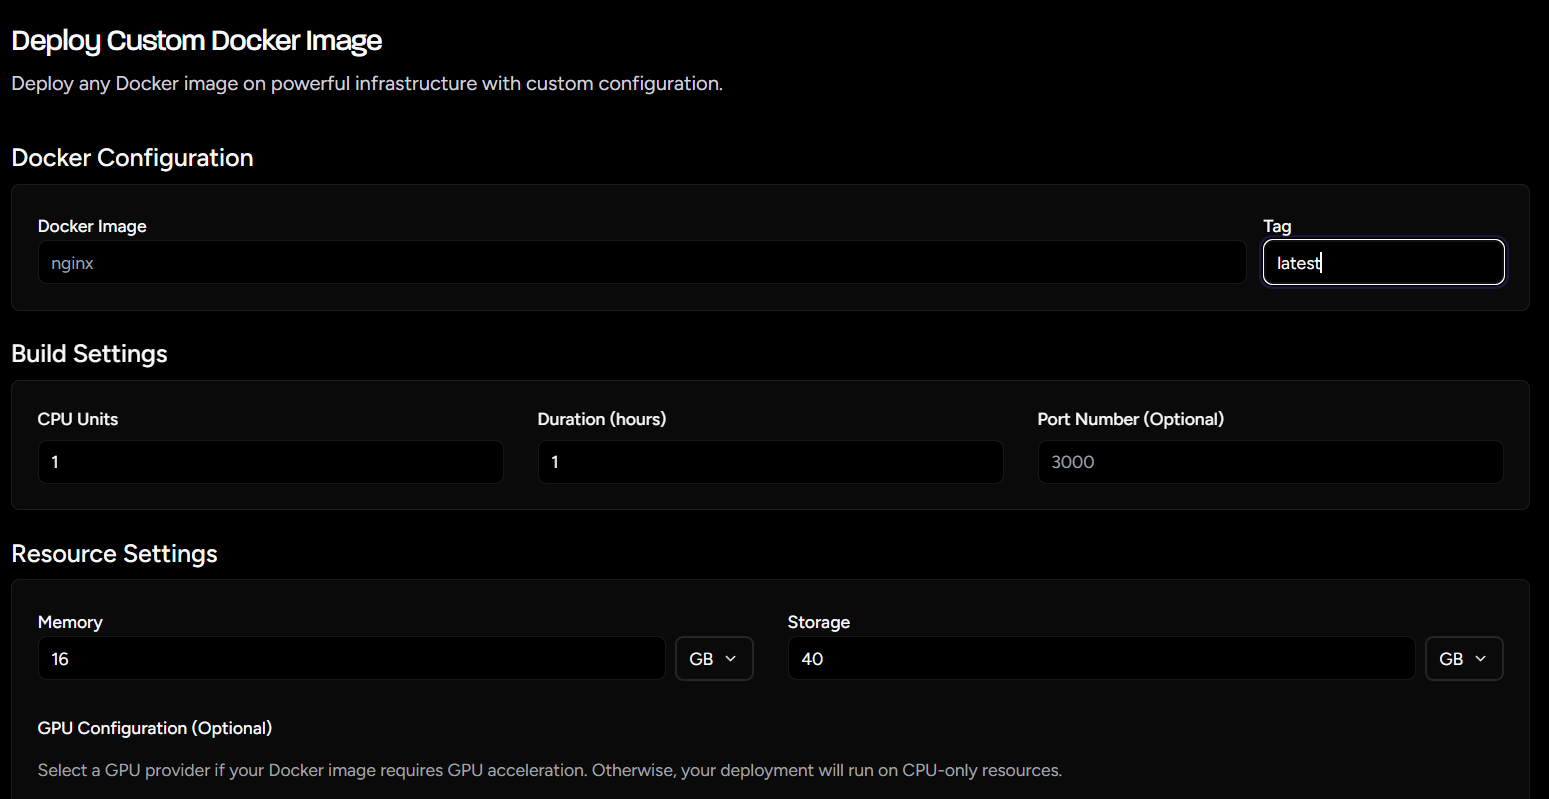 Deploy Custom Docker Image
Deploy any Docker image on powerful infrastructure with custom configuration.
Docker Configuration
Docker Image
Tag
nginx
latest
Build Settings
CPU Units
Duration (hours)
Port Number (Optional)
1
1
3000
Resource Settings
Memory
Storage
16
GB
40
GB
GPU Configuration (Optional)
Select a GPU provider if your Docker image requires GPU acceleration. Otherwise, your deployment will run on CPU-only resources.